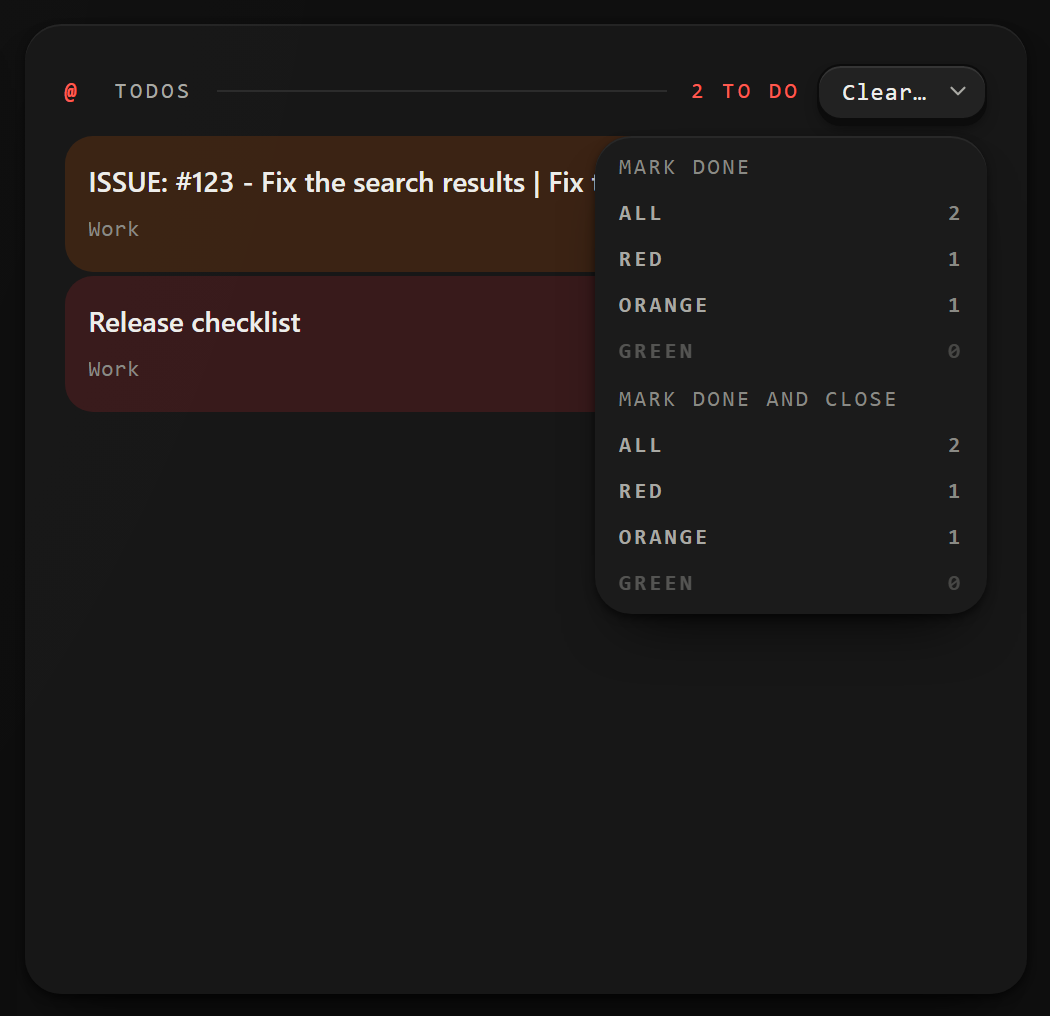 @ TODOS 2 TO DO Clear…
ISSUE: #123 - Fix the search results | Fix
Work
Release checklist
Work
MARK DONE
ALL 2
RED 1
ORANGE 1
GREEN 0
MARK DONE AND CLOSE
ALL 2
RED 1
ORANGE 1
GREEN 0